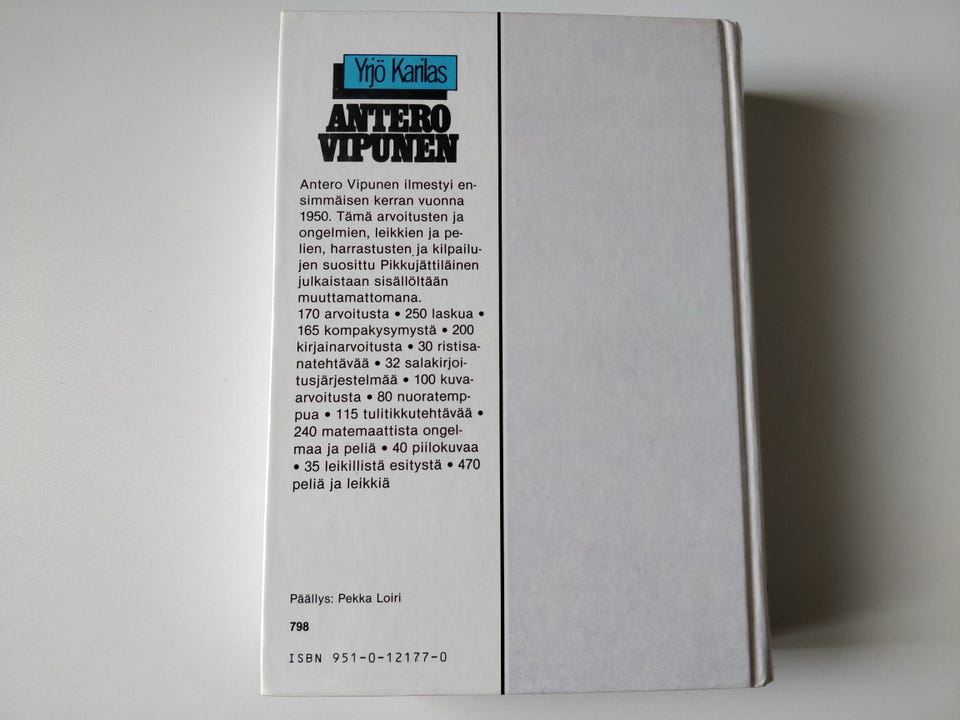 Yrjö Karilas
ANTERO
VIPUNEN
Antero Vipunen ilmestyi en-
simmäisen kerran vuonna
1950. Tämä arvoitusten ja
ongelmien, leikkien ja pe-
lien, harrastusten ja kilpailu-
jen suosittu Pikkujättiläinen
julkaistaan sisällöltään
muuttamattomana.
170 arvoitusta • 250 laskua •
165 kompakysymystä • 200
kirjainarvoitusta • 30 ristisa-
natehtävää • 32 salakirjoi-
tusjärjestelmää • 100 kuva-
arvoitusta • 80 nuoratemp-
pua • 115 tulitikkutehtävää •
240 matemaattista ongel-
maa ja peliä • 40 piilokuvaa
• 35 leikillistä esitystä • 470
peliä ja leikkiä
Päällys: Pekka Loiri
798
ISBN 951-0-12177-0